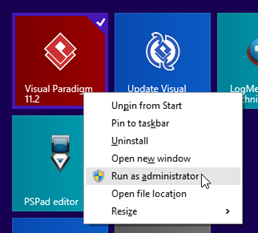 Visual Paradigm
11.2
Update Visual
LogMe
PSPad editor
Unpin from Start
Pin to taskbar
Uninstall
Open new window
Run as administrator
Open file location
Resize